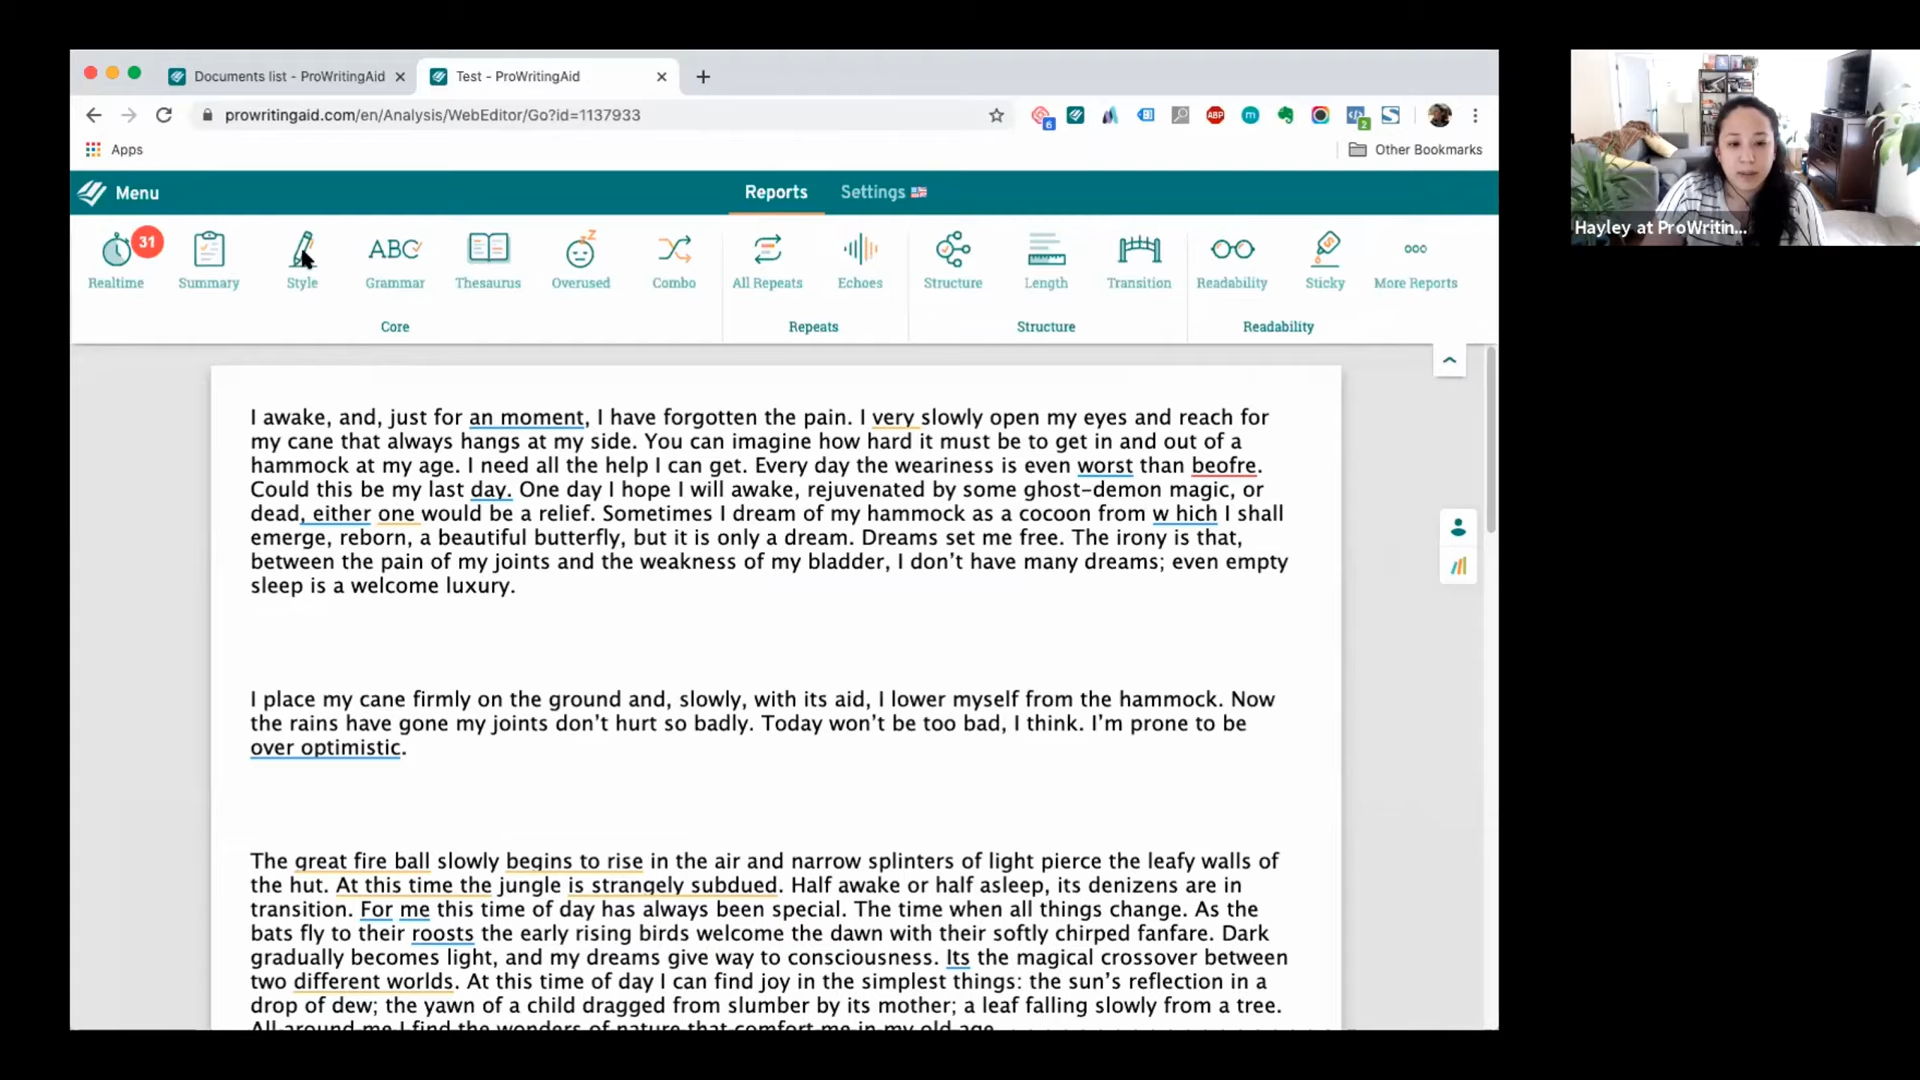 Documents list - ProWritingAid
Test - ProWritingAid
prowritingaid.com/en/Analysis/WebEditor/Go?id=1137933
6
ABP
m
2
Apps
Other Bookmarks
Menu
Reports
Settings
31
ABC
Realtime
Summary
Style
Grammar
Thesaurus
Overused
Combo
All Repeats
Echoes
Structure
Length
Transition
Readability
Sticky
More Reports
Core
Repeats
Structure
Readability
Hayley at ProWritin...
I awake, and, just for an moment, I have forgotten the pain. I very slowly open my eyes and reach for
my cane that always hangs at my side. You can imagine how hard it must be to get in and out of a
hammock at my age. I need all the help I can get. Every day the weariness is even worst than beofre.
Could this be my last day. One day I hope I will awake, rejuvenated by some ghost-demon magic, or
dead, either one would be a relief. Sometimes I dream of my hammock as a cocoon from w hich I shall
emerge, reborn, a beautiful butterfly, but it is only a dream. Dreams set me free. The irony is that,
between the pain of my joints and the weakness of my bladder, I don’t have many dreams; even empty
sleep is a welcome luxury.
I place my cane firmly on the ground and, slowly, with its aid, I lower myself from the hammock. Now
the rains have gone my joints don’t hurt so badly. Today won’t be too bad, I think. I’m prone to be
over optimistic.
The great fire ball slowly begins to rise in the air and narrow splinters of light pierce the leafy walls of
the hut. At this time the jungle is strangely subdued. Half awake or half asleep, its denizens are in
transition. For me this time of day has always been special. The time when all things change. As the
bats fly to their roosts the early rising birds welcome the dawn with their softly chirped fanfare. Dark
gradually becomes light, and my dreams give way to consciousness. Its the magical crossover between
two different worlds. At this time of day I can find joy in the simplest things: the sun’s reflection in a
drop of dew; the yawn of a child dragged from slumber by its mother; a leaf falling slowly from a tree.
All around me I find the wonders of nature that comfort me in my old age.